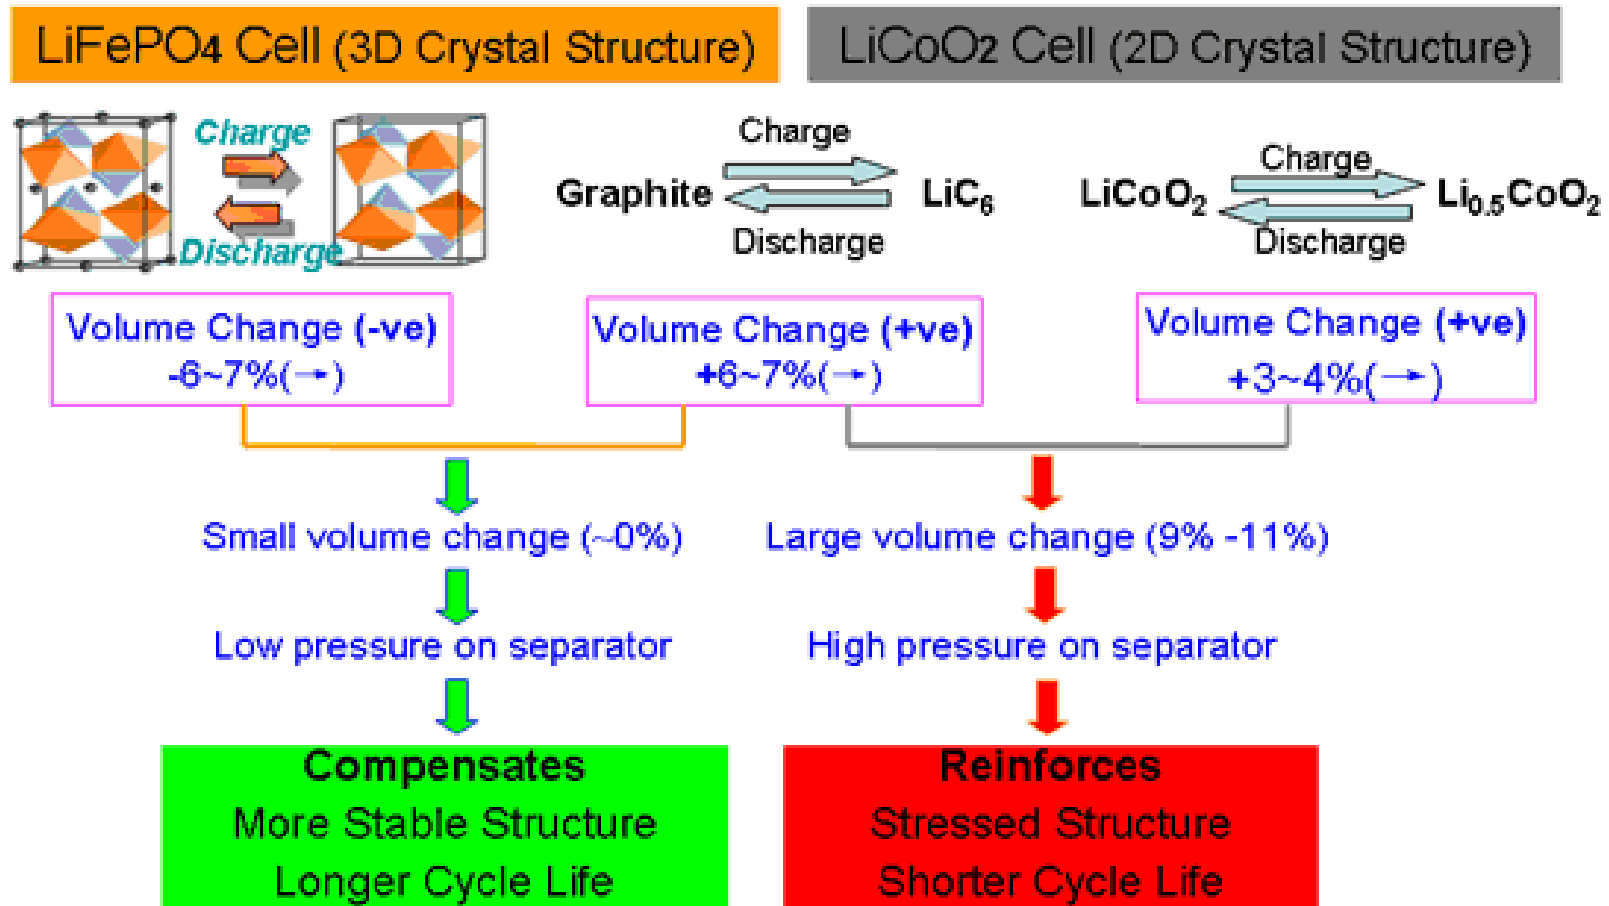 LiFePO4 Cell (3D Crystal Structure)
LiCoO2 Cell (2D Crystal Structure)
Charge
Discharge
Charge
Graphite LiC₆
Discharge
Charge
LiCoO₂ Li₀.₅CoO₂
Discharge
Volume Change (-ve)
-6~7%(→)
Volume Change (+ve)
+6~7%(→)
Volume Change (+ve)
+3~4%(→)
Small volume change (~0%)
Large volume change (9% -11%)
Low pressure on separator
High pressure on separator
Compensates
More Stable Structure
Longer Cycle Life
Reinforces
Stressed Structure
Shorter Cycle Life